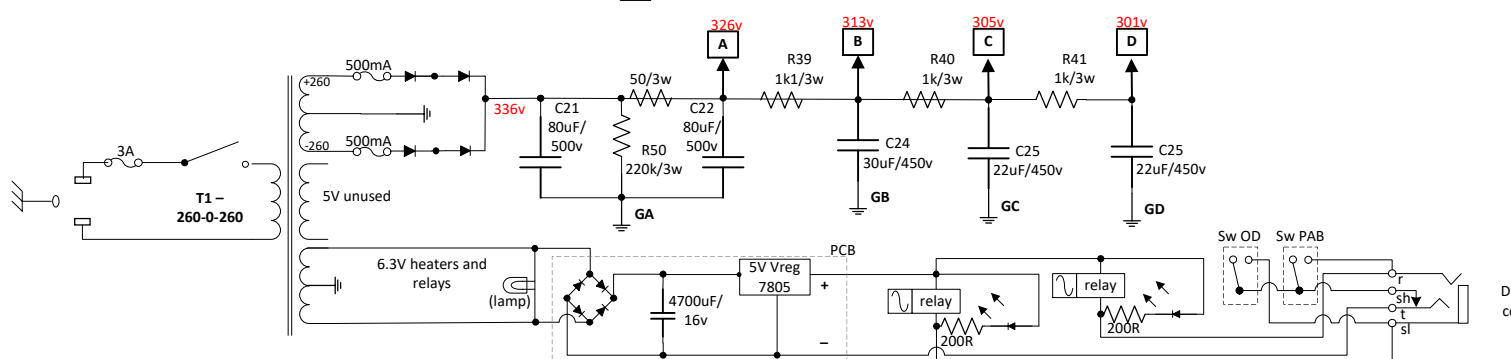 326v
A
313v
B
305v
C
301v
D
500mA
+260
50/3w
R39
1k1/3w
R40
1k/3w
R41
1k/3w
336v
C21
80uF/
500v
C22
80uF/
500v
-260
500mA
R50
220k/3w
C24
30uF/450v
C25
22uF/450v
C25
22uF/450v
3A
T1 –
260-0-260
5V unused
GA
GB
GC
GD
6.3V heaters and
relays
(lamp)
PCB
5V Vreg
7805
+
–
4700uF/
16v
relay
200R
relay
200R
Sw OD
Sw PAB
r
sh
t
sl
D
co